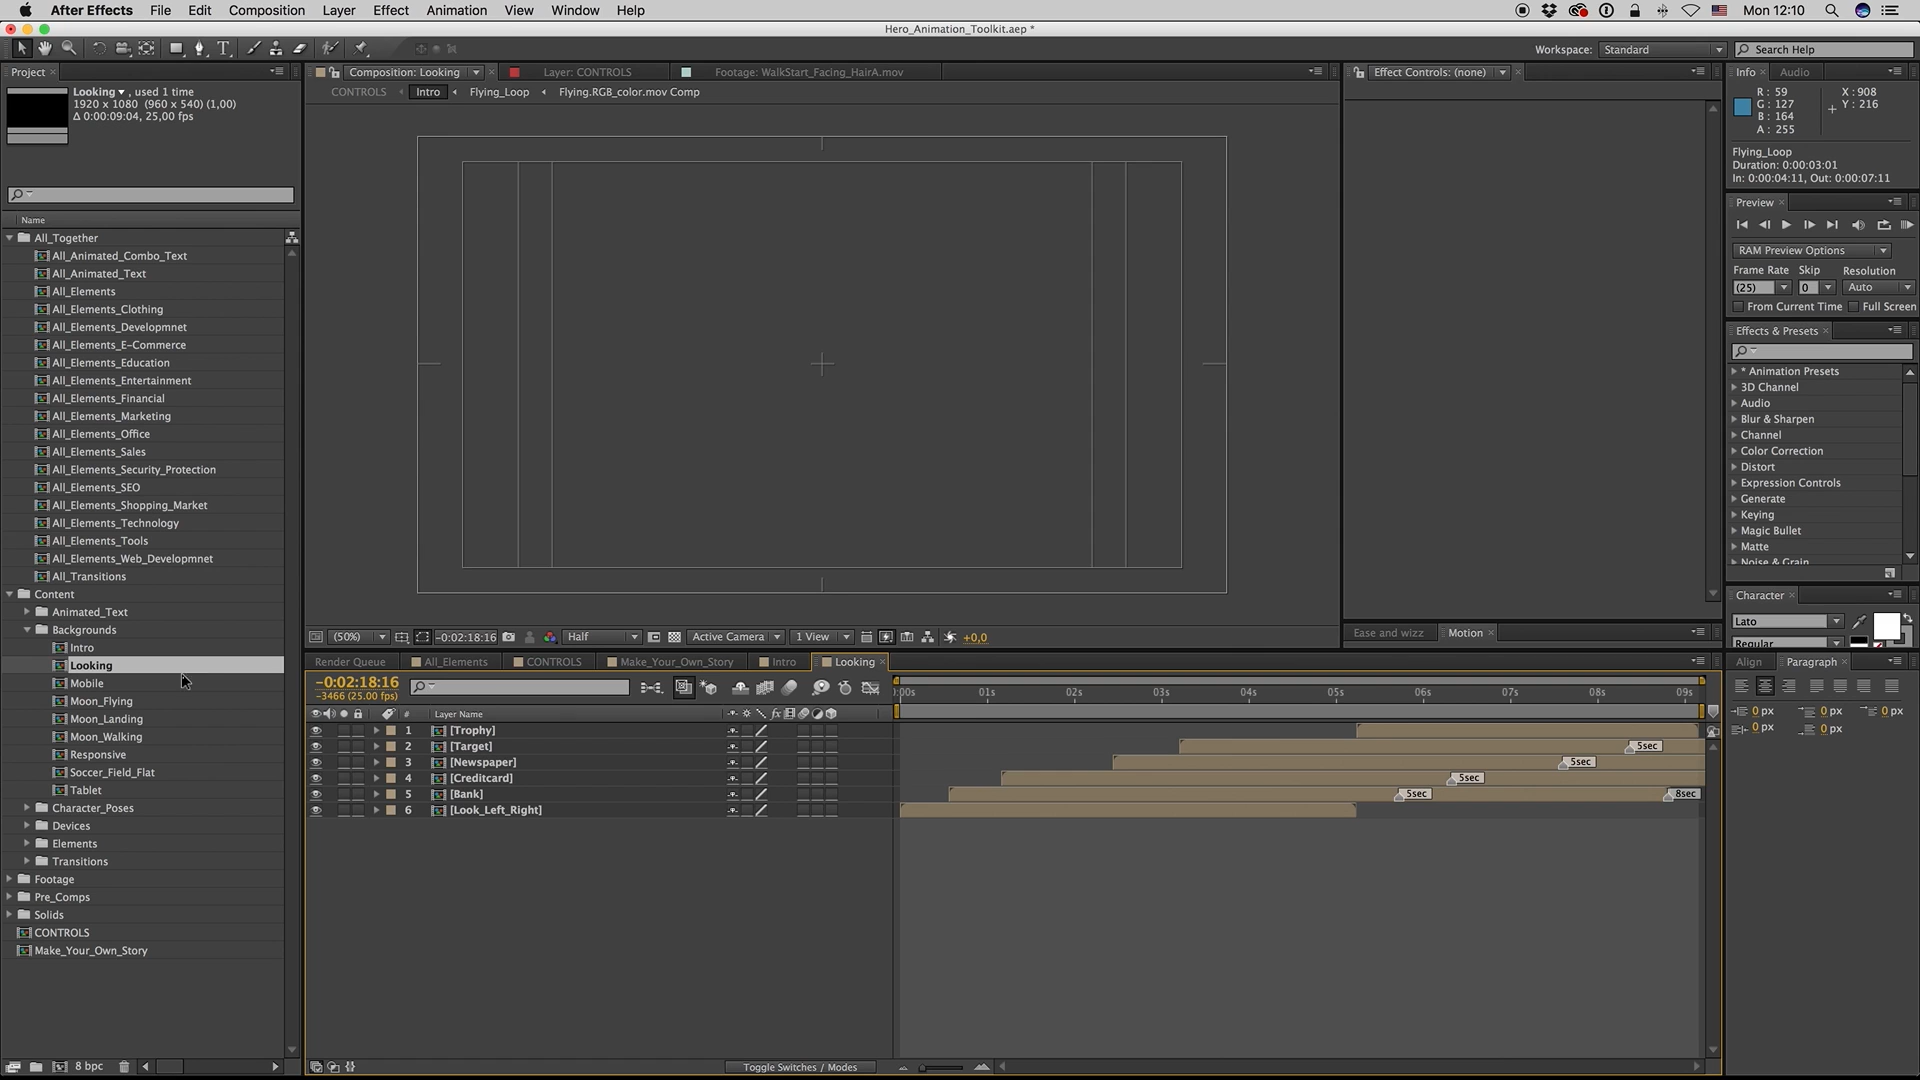 After Effects File Edit Composition Layer Effect Animation View Window Help Mon 12:10
Hero_Animation_Toolkit.aep *
Workspace: Standard Search Help
Project
Looking ▾ , used 1 time
1920 x 1080 (960 x 540) (1,00)
Δ 0:00:09:04, 25,00 fps
Name
All_Together
All_Animated_Combo_Text
All_Animated_Text
All_Elements
All_Elements_Clothing
All_Elements_Developmnet
All_Elements_E-Commerce
All_Elements_Education
All_Elements_Entertainment
All_Elements_Financial
All_Elements_Marketing
All_Elements_Office
All_Elements_Sales
All_Elements_Security_Protection
All_Elements_SEO
All_Elements_Shopping_Market
All_Elements_Technology
All_Elements_Tools
All_Elements_Web_Developmnet
All_Transitions
Content
Animated_Text
Backgrounds
Intro
Looking
Mobile
Moon_Flying
Moon_Landing
Moon_Walking
Responsive
Soccer_Field_Flat
Tablet
Character_Poses
Devices
Elements
Transitions
Footage
Pre_Comps
Solids
CONTROLS
Make_Your_Own_Story
8 bpc
Composition: Looking Layer: CONTROLS Footage: WalkStart_Facing_HairA.mov
CONTROLS Intro Flying_Loop Flying.RGB_color.mov Comp
(50%) -0:02:18:16 Half Active Camera 1 View +0,0
Effect Controls: (none)
Ease and wizz Motion
Info Audio
R: 59 X: 908
G: 127 Y: 216
B: 164
A: 255
Flying_Loop
Duration: 0:00:03:01
In: 0:00:04:11, Out: 0:00:07:11
Preview
RAM Preview Options
Frame Rate Skip Resolution
(25) 0 Auto
From Current Time Full Screen
Effects & Presets
* Animation Presets
3D Channel
Audio
Blur & Sharpen
Channel
Color Correction
Distort
Expression Controls
Generate
Keying
Magic Bullet
Matte
Noise & Grain
Character
Lato
Regular
Align Paragraph
0 px 0 px 0 px
0 px 0 px
Render Queue All_Elements CONTROLS Make_Your_Own_Story Intro Looking
-0:02:18:16
-3466 (25.00 fps)
:00s 01s 02s 03s 04s 05s 06s 07s 08s 09s
# Layer Name fx
1 [Trophy]
2 [Target] 5sec
3 [Newspaper] 5sec
4 [Creditcard] 5sec
5 [Bank] 5sec 8sec
6 [Look_Left_Right]
Toggle Switches / Modes